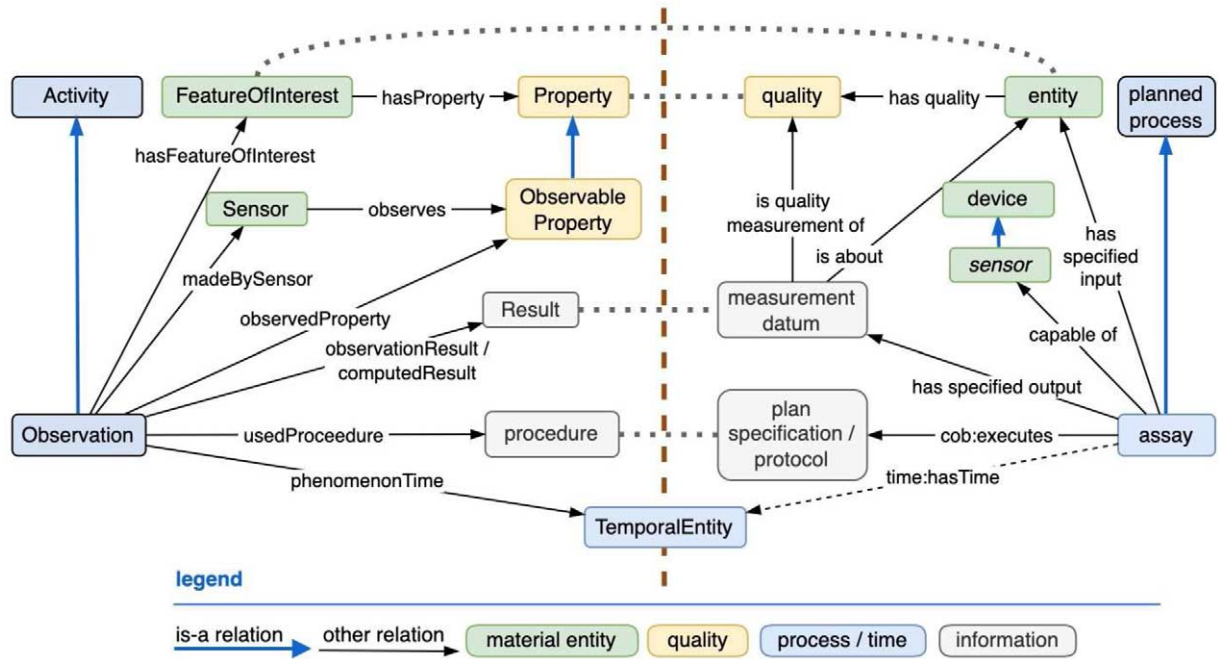 Activity
FeatureOfInterest
hasProperty
Property
quality
has quality
entity
planned
process
hasFeatureOfInterest
Sensor
observes
Observable
Property
is quality
measurement of
device
is about
sensor
has
specified
input
madeBySensor
observedProperty
Result
measurement
datum
capable of
observationResult /
computedResult
has specified output
Observation
usedProceedure
procedure
plan
specification /
protocol
cob:executes
assay
phenomenonTime
time:hasTime
TemporalEntity
legend
is-a relation
other relation
material entity
quality
process / time
information